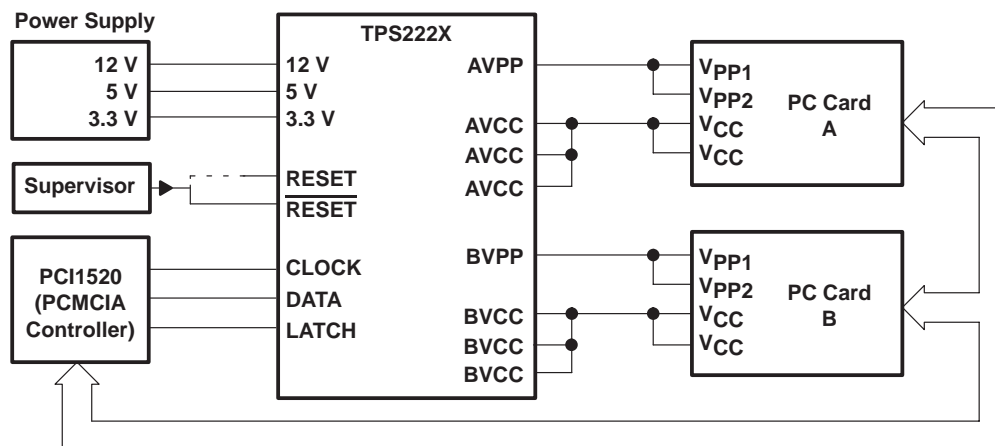 Power Supply
12 V
5 V
3.3 V
Supervisor
PCI1520
(PCMCIA
Controller)
TPS222X
12 V
5 V
3.3 V
RESET
RESET
CLOCK
DATA
LATCH
AVPP
AVCC
AVCC
AVCC
BVPP
BVCC
BVCC
BVCC
VPP1
VPP2
VCC
VCC
PC Card
A
VPP1
VPP2
VCC
VCC
PC Card
B